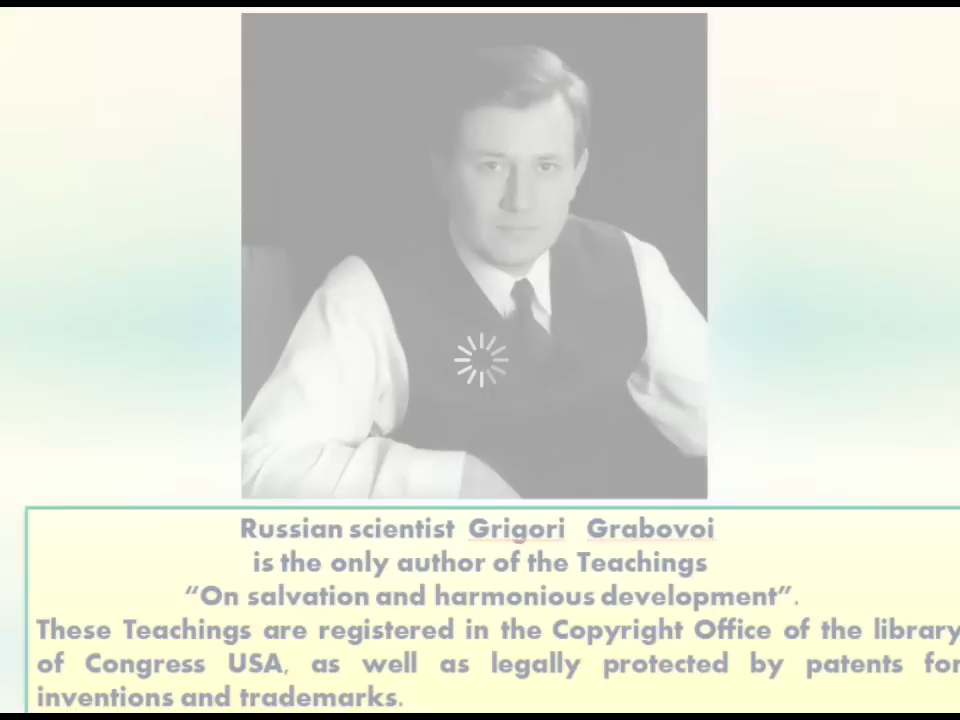 Russian scientist Grigori Grabovoi
is the only author of the Teachings
“On salvation and harmonious development”.
These Teachings are registered in the Copyright Office of the library
of Congress USA, as well as legally protected by patents for
inventions and trademarks.